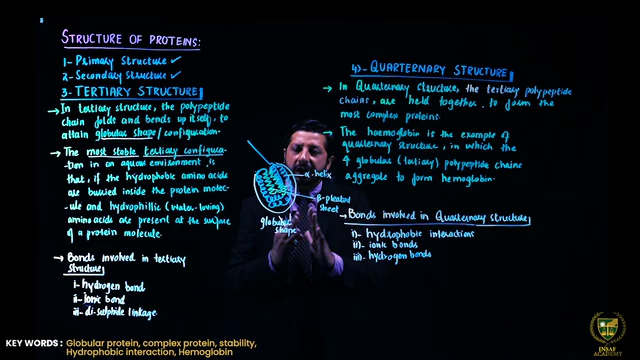 STRUCTURE OF PROTEINS:
1- Primary Structure ✓
2- Secondary Structure ✓
3- TERTIARY STRUCTURE
→ In tertiary structure, the polypeptide
chain folds and bends up itself, to
attain globular shape/configuration.
→ The most stable tertiary configura-
tion in an aqueous environment, is
that, if the hydrophobic amino acids
are burried inside the protein molec-
ule and hydrophillic (water-loving)
amino acids are present at the surface
of a protein molecule.
→ Bonds involved in tertiary
structure
i- hydrogen bond
ii- Ionic bond
iii- di-sulphide linkage
α-helix
β-pleated
sheet
globular
shape
4)- QUARTERNARY STRUCTURE
→ In Quarternary structure, the tertiary polypeptide
chains, are held together, to form the
most complex proteins.
→ The haemoglobin is the example of
quarternary structure, in which the
4 globular (tertiary) polypeptide chains
aggregate to form hemoglobin.
→ Bonds involved in Quarternary structure
i)- hydrophobic interactions
ii)- ionic bonds
iii)- hydrogen bonds
INSAF
ACADEMY
KEY WORDS : Globular protein, complex protein, stability,
Hydrophobic interaction, Hemoglobin